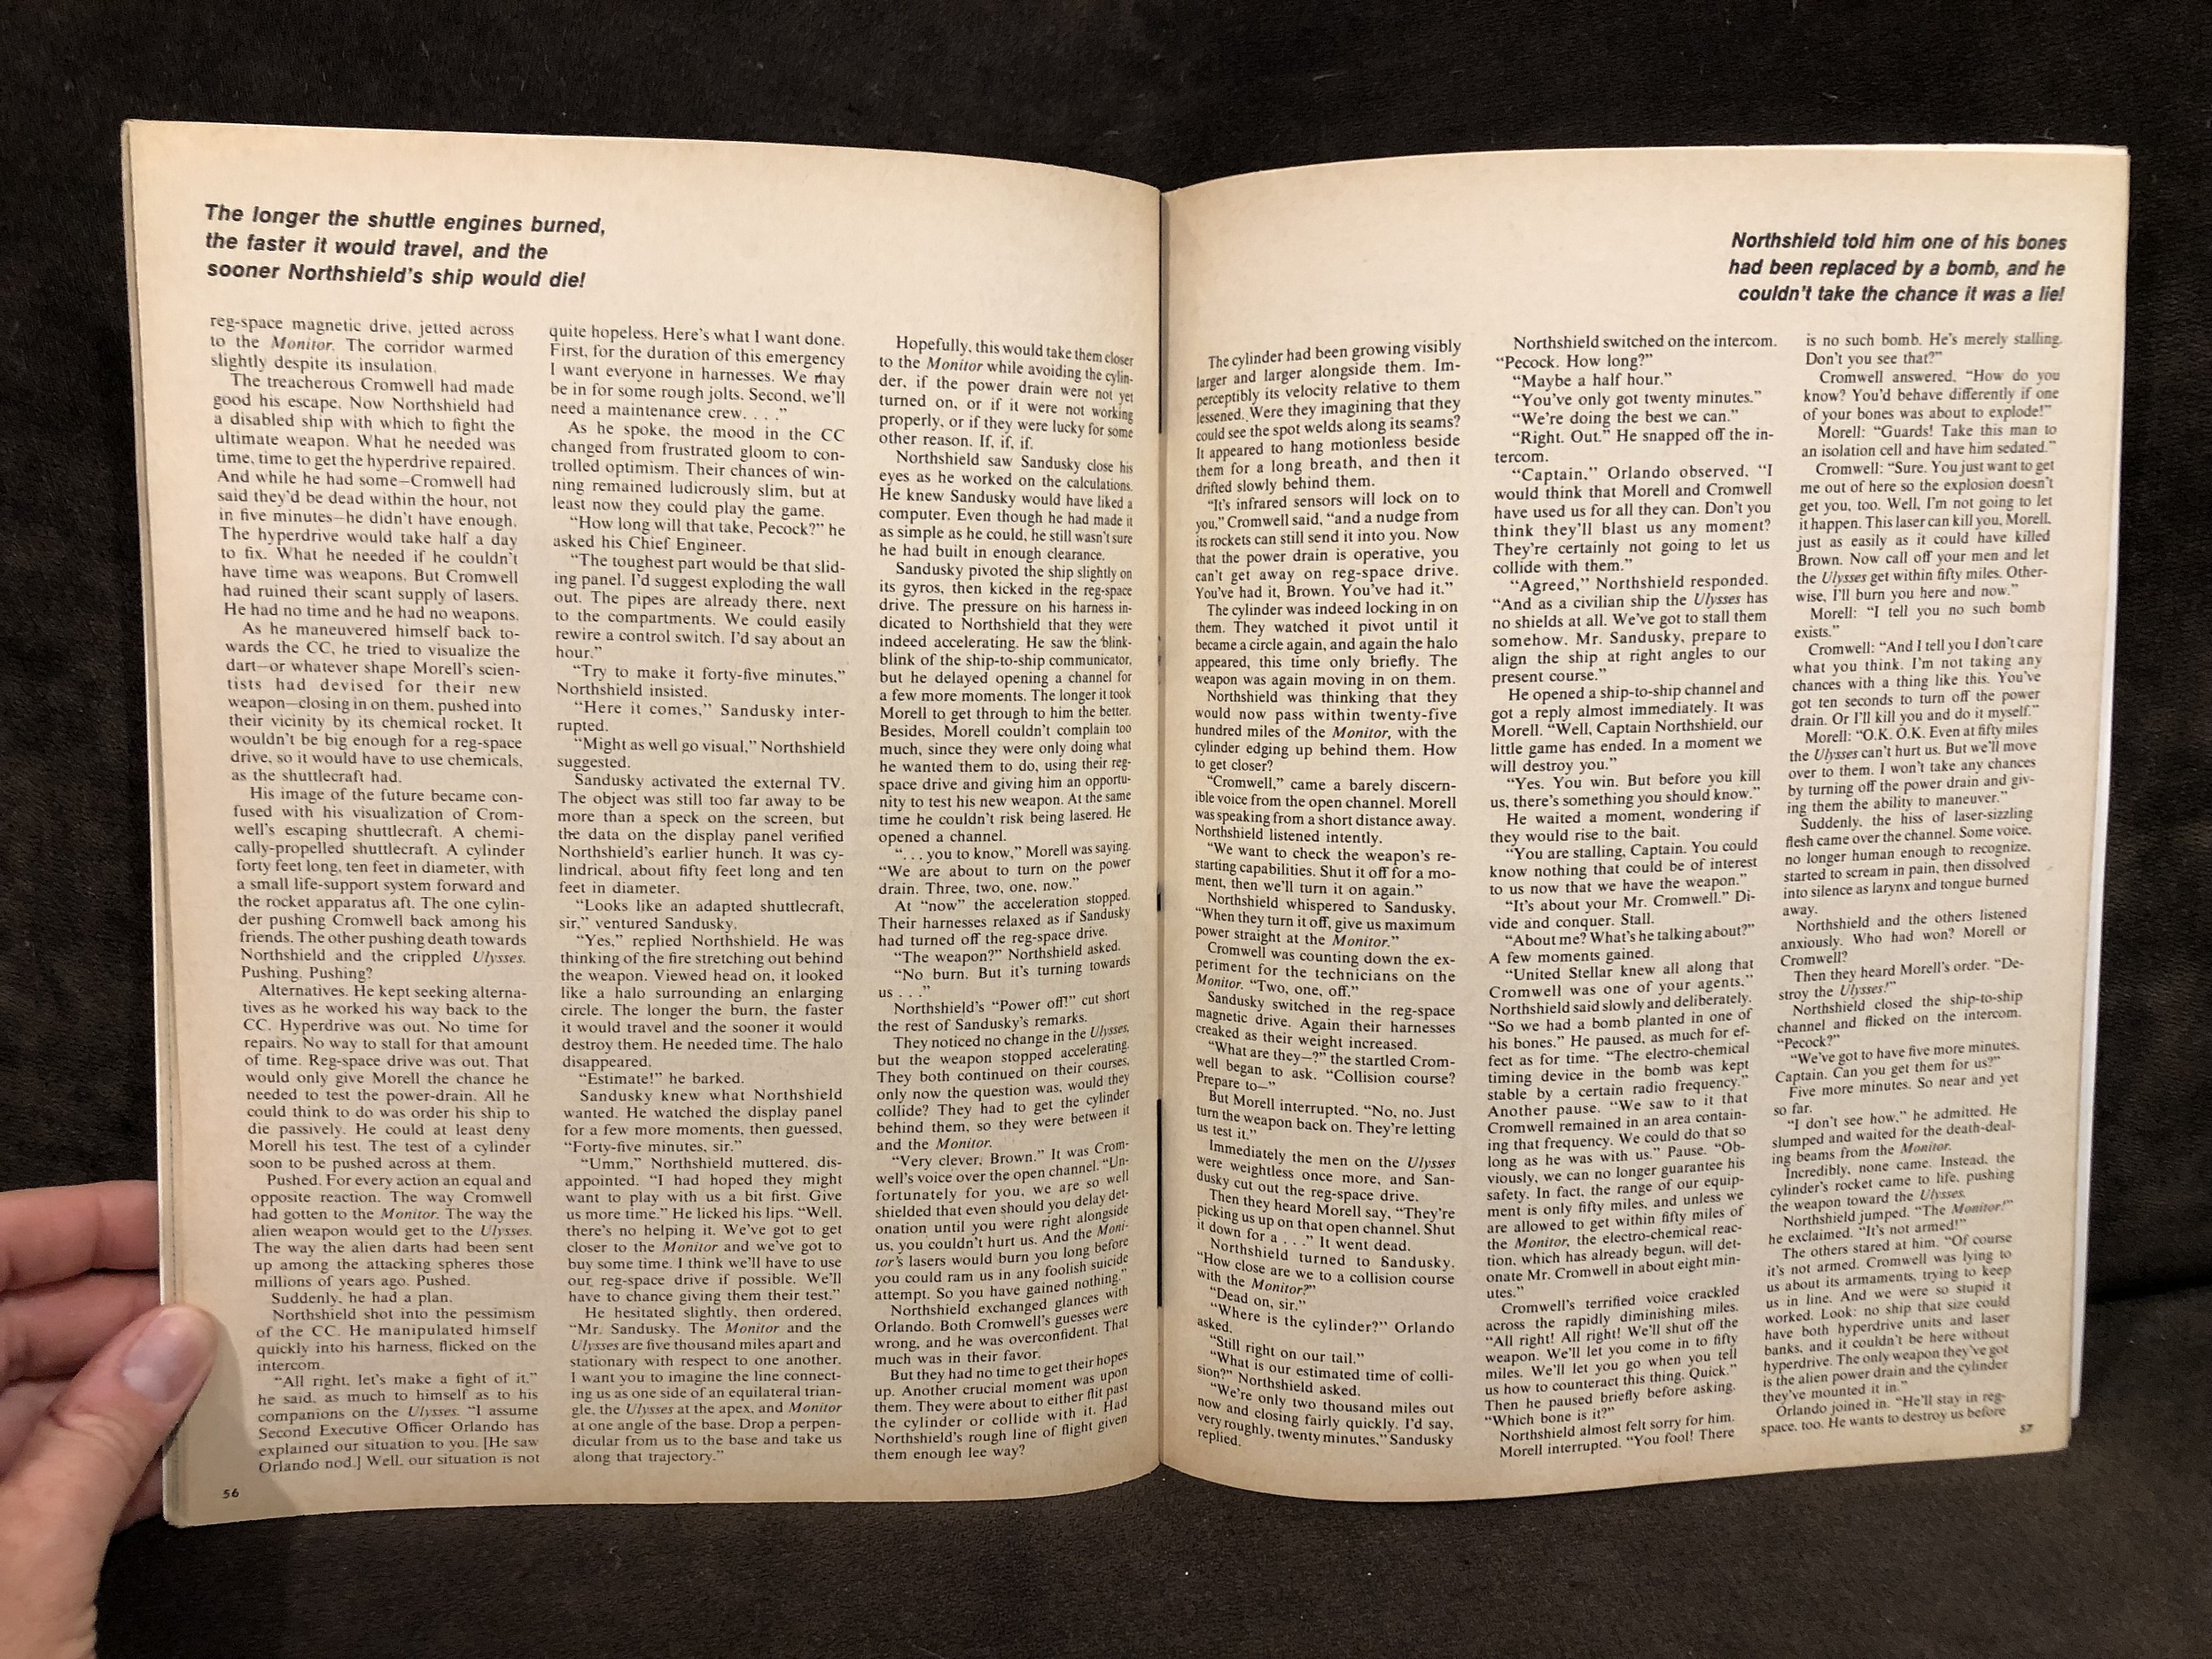 The longer the shuttle engines burned,
the faster it would travel, and the
sooner Northshield's ship would die!
reg-space magnetic drive, jetted across
to the Monitor. The corridor warmed
slightly despite its insulation.
The treacherous Cromwell had made
good his escape. Now Northshield had
a disabled ship with which to fight the
ultimate weapon. What he needed was
time, time to get the hyperdrive repaired.
And while he had some—Cromwell had
said they'd be dead within the hour, not
in five minutes—he didn't have enough.
The hyperdrive would take half a day
to fix. What he needed if he couldn't
have time was weapons. But Cromwell
had ruined their scant supply of lasers.
He had no time and he had no weapons.
As he maneuvered himself back to-
wards the CC, he tried to visualize the
dart—or whatever shape Morell's scien-
tists had devised for their new
weapon—closing in on them, pushed into
their vicinity by its chemical rocket. It
wouldn't be big enough for a reg-space
drive, so it would have to use chemicals,
as the shuttlecraft had.
His image of the future became con-
fused with his visualization of Crom-
well's escaping shuttlecraft. A chemi-
cally-propelled shuttlecraft. A cylinder
forty feet long, ten feet in diameter, with
a small life-support system forward and
the rocket apparatus aft. The one cylin-
der pushing Cromwell back among his
friends. The other pushing death towards
Northshield and the crippled Ulysses.
Pushing. Pushing?
Alternatives. He kept seeking alterna-
tives as he worked his way back to the
CC. Hyperdrive was out. No time for
repairs. No way to stall for that amount
of time. Reg-space drive was out. That
would only give Morell the chance he
needed to test the power-drain. All he
could think to do was order his ship to
die passively. He could at least deny
Morell his test. The test of a cylinder
soon to be pushed across at them.
Pushed. For every action an equal and
opposite reaction. The way Cromwell
had gotten to the Monitor. The way the
alien weapon would get to the Ulysses.
The way the alien darts had been sent
up among the attacking spheres those
millions of years ago. Pushed.
Suddenly, he had a plan.
Northshield shot into the pessimism
of the CC. He manipulated himself
quickly into his harness, flicked on the
intercom.
"All right, let's make a fight of it,"
he said, as much to himself as to his
companions on the Ulysses. "I assume
Second Executive Officer Orlando has
explained our situation to you. [He saw
Orlando nod.] Well, our situation is not
56
quite hopeless. Here's what I want done.
First, for the duration of this emergency
I want everyone in harnesses. We may
be in for some rough jolts. Second, we'll
need a maintenance crew. . . ."
As he spoke, the mood in the CC
changed from frustrated gloom to con-
trolled optimism. Their chances of win-
ning remained ludicrously slim, but at
least now they could play the game.
"How long will that take, Pecock?" he
asked his Chief Engineer.
"The toughest part would be that slid-
ing panel. I'd suggest exploding the wall
out. The pipes are already there, next
to the compartments. We could easily
rewire a control switch. I'd say about an
hour."
"Try to make it forty-five minutes,"
Northshield insisted.
"Here it comes," Sandusky inter-
rupted.
"Might as well go visual," Northshield
suggested.
Sandusky activated the external TV.
The object was still too far away to be
more than a speck on the screen, but
the data on the display panel verified
Northshield's earlier hunch. It was cy-
lindrical, about fifty feet long and ten
feet in diameter.
"Looks like an adapted shuttlecraft,
sir," ventured Sandusky.
"Yes," replied Northshield. He was
thinking of the fire stretching out behind
the weapon. Viewed head on, it looked
like a halo surrounding an enlarging
circle. The longer the burn, the faster
it would travel and the sooner it would
destroy them. He needed time. The halo
disappeared.
"Estimate!" he barked.
Sandusky knew what Northshield
wanted. He watched the display panel
for a few more moments, then guessed,
"Forty-five minutes, sir."
"Umm," Northshield muttered, dis-
appointed. "I had hoped they might
want to play with us a bit first. Give
us more time." He licked his lips. "Well,
there's no helping it. We've got to get
closer to the Monitor and we've got to
buy some time. I think we'll have to use
our reg-space drive if possible. We'll
have to chance giving them their test."
He hesitated slightly, then ordered,
"Mr. Sandusky. The Monitor and the
Ulysses are five thousand miles apart and
stationary with respect to one another.
I want you to imagine the line connect-
ing us as one side of an equilateral trian-
gle, the Ulysses at the apex, and Monitor
at one angle of the base. Drop a perpen-
dicular from us to the base and take us
along that trajectory."
Hopefully, this would take them closer
to the Monitor while avoiding the cylin-
der, if the power drain were not yet
turned on, or if it were not working
properly, or if they were lucky for some
other reason. If, if, if.
Northshield saw Sandusky close his
eyes as he worked on the calculations.
He knew Sandusky would have liked a
computer. Even though he had made it
as simple as he could, he still wasn't sure
he had built in enough clearance.
Sandusky pivoted the ship slightly on
its gyros, then kicked in the reg-space
drive. The pressure on his harness in-
dicated to Northshield that they were
indeed accelerating. He saw the blink-
blink of the ship-to-ship communicator,
but he delayed opening a channel for
a few more moments. The longer it took
Morell to get through to him the better.
Besides, Morell couldn't complain too
much, since they were only doing what
he wanted them to do, using their reg-
space drive and giving him an opportu-
nity to test his new weapon. At the same
time he couldn't risk being lasered. He
opened a channel.
". . . you to know," Morell was saying.
"We are about to turn on the power
drain. Three, two, one, now."
At "now" the acceleration stopped.
Their harnesses relaxed as if Sandusky
had turned off the reg-space drive.
"The weapon?" Northshield asked.
"No burn. But it's turning towards
us . . ."
Northshield's "Power off!" cut short
the rest of Sandusky's remarks.
They noticed no change in the Ulysses,
but the weapon stopped accelerating.
They both continued on their courses,
only now the question was, would they
collide? They had to get the cylinder
behind them, so they were between it
and the Monitor.
"Very clever, Brown." It was Crom-
well's voice over the open channel. "Un-
fortunately for you, we are so well
shielded that even should you delay det-
onation until you were right alongside
us, you couldn't hurt us. And the Moni-
tor's lasers would burn you long before
you could ram us in any foolish suicide
attempt. So you have gained nothing."
Northshield exchanged glances with
Orlando. Both Cromwell's guesses were
wrong, and he was overconfident. That
much was in their favor.
But they had no time to get their hopes
up. Another crucial moment was upon
them. They were about to either flit past
the cylinder or collide with it. Had
Northshield's rough line of flight given
them enough lee way?
Northshield told him one of his bones
had been replaced by a bomb, and he
couldn't take the chance it was a lie!
The cylinder had been growing visibly
larger and larger alongside them. Im-
perceptibly its velocity relative to them
lessened. Were they imagining that they
could see the spot welds along its seams?
It appeared to hang motionless beside
them for a long breath, and then it
drifted slowly behind them.
"It's infrared sensors will lock on to
you," Cromwell said, "and a nudge from
its rockets can still send it into you. Now
that the power drain is operative, you
can't get away on reg-space drive.
You've had it, Brown. You've had it."
The cylinder was indeed locking in on
them. They watched it pivot until it
became a circle again, and again the halo
appeared, this time only briefly. The
weapon was again moving in on them.
Northshield was thinking that they
would now pass within twenty-five
hundred miles of the Monitor, with the
cylinder edging up behind them. How
to get closer?
"Cromwell," came a barely discern-
ible voice from the open channel. Morell
was speaking from a short distance away.
Northshield listened intently.
"We want to check the weapon's re-
starting capabilities. Shut it off for a mo-
ment, then we'll turn it on again."
Northshield whispered to Sandusky,
"When they turn it off, give us maximum
power straight at the Monitor."
Cromwell was counting down the ex-
periment for the technicians on the
Monitor. "Two, one, off."
Sandusky switched in the reg-space
magnetic drive. Again their harnesses
creaked as their weight increased.
"What are they—?" the startled Crom-
well began to ask. "Collision course?
Prepare to—"
But Morell interrupted. "No, no. Just
turn the weapon back on. They're letting
us test it."
Immediately the men on the Ulysses
were weightless once more, and San-
dusky cut out the reg-space drive.
Then they heard Morell say, "They're
picking us up on that open channel. Shut
it down for a . . ." It went dead.
Northshield turned to Sandusky.
"How close are we to a collision course
with the Monitor?"
"Dead on, sir."
"Where is the cylinder?" Orlando
asked.
"Still right on our tail."
"What is our estimated time of colli-
sion?" Northshield asked.
"We're only two thousand miles out
now and closing fairly quickly. I'd say,
very roughly, twenty minutes," Sandusky
replied.
Northshield switched on the intercom.
"Pecock. How long?"
"Maybe a half hour."
"You've only got twenty minutes."
"We're doing the best we can."
"Right. Out." He snapped off the in-
tercom.
"Captain," Orlando observed, "I
would think that Morell and Cromwell
have used us for all they can. Don't you
think they'll blast us any moment?
They're certainly not going to let us
collide with them."
"Agreed," Northshield responded.
"And as a civilian ship the Ulysses has
no shields at all. We've got to stall them
somehow. Mr. Sandusky, prepare to
align the ship at right angles to our
present course."
He opened a ship-to-ship channel and
got a reply almost immediately. It was
Morell. "Well, Captain Northshield, our
little game has ended. In a moment we
will destroy you."
"Yes. You win. But before you kill
us, there's something you should know."
He waited a moment, wondering if
they would rise to the bait.
"You are stalling, Captain. You could
know nothing that could be of interest
to us now that we have the weapon."
"It's about your Mr. Cromwell." Di-
vide and conquer. Stall.
"About me? What's he talking about?"
A few moments gained.
"United Stellar knew all along that
Cromwell was one of your agents,"
Northshield said slowly and deliberately.
"So we had a bomb planted in one of
his bones." He paused, as much for ef-
fect as for time. "The electro-chemical
timing device in the bomb was kept
stable by a certain radio frequency."
Another pause. "We saw to it that
Cromwell remained in an area contain-
ing that frequency. We could do that so
long as he was with us." Pause. "Ob-
viously, we can no longer guarantee his
safety. In fact, the range of our equip-
ment is only fifty miles, and unless we
are allowed to get within fifty miles of
the Monitor, the electro-chemical reac-
tion, which has already begun, will det-
onate Mr. Cromwell in about eight min-
utes."
Cromwell's terrified voice crackled
across the rapidly diminishing miles.
"All right! All right! We'll shut off the
weapon. We'll let you come in to fifty
miles. We'll let you go when you tell
us how to counteract this thing. Quick."
Then he paused briefly before asking,
"Which bone is it?"
Northshield almost felt sorry for him.
Morell interrupted. "You fool! There
is no such bomb. He's merely stalling.
Don't you see that?"
Cromwell answered, "How do you
know? You'd behave differently if one
of your bones was about to explode!"
Morell: "Guards! Take this man to
an isolation cell and have him sedated."
Cromwell: "Sure. You just want to get
me out of here so the explosion doesn't
get you, too. Well, I'm not going to let
it happen. This laser can kill you, Morell,
just as easily as it could have killed
Brown. Now call off your men and let
the Ulysses get within fifty miles. Other-
wise, I'll burn you here and now."
Morell: "I tell you no such bomb
exists."
Cromwell: "And I tell you I don't care
what you think. I'm not taking any
chances with a thing like this. You've
got ten seconds to turn off the power
drain. Or I'll kill you and do it myself."
Morell: "O.K. O.K. Even at fifty miles
the Ulysses can't hurt us. But we'll move
over to them. I won't take any chances
by turning off the power drain and giv-
ing them the ability to maneuver."
Suddenly, the hiss of laser-sizzling
flesh came over the channel. Some voice,
no longer human enough to recognize,
started to scream in pain, then dissolved
into silence as larynx and tongue burned
away.
Northshield and the others listened
anxiously. Who had won? Morell or
Cromwell?
Then they heard Morell's order. "De-
stroy the Ulysses!"
Northshield closed the ship-to-ship
channel and flicked on the intercom.
"Pecock?"
"We've got to have five more minutes,
Captain. Can you get them for us?"
Five more minutes. So near and yet
so far.
"I don't see how," he admitted. He
slumped and waited for the death-deal-
ing beams from the Monitor.
Incredibly, none came. Instead, the
cylinder's rocket came to life, pushing
the weapon toward the Ulysses.
Northshield jumped. "The Monitor!"
he exclaimed. "It's not armed!"
The others stared at him. "Of course
it's not armed. Cromwell was lying to
us about its armaments, trying to keep
us in line. And we were so stupid it
worked. Look: no ship that size could
have both hyperdrive units and laser
banks, and it couldn't be here without
hyperdrive. The only weapon they've got
is the alien power drain and the cylinder
they've mounted it in."
Orlando joined in. "He'll stay in reg-
space, too. He wants to destroy us before
57